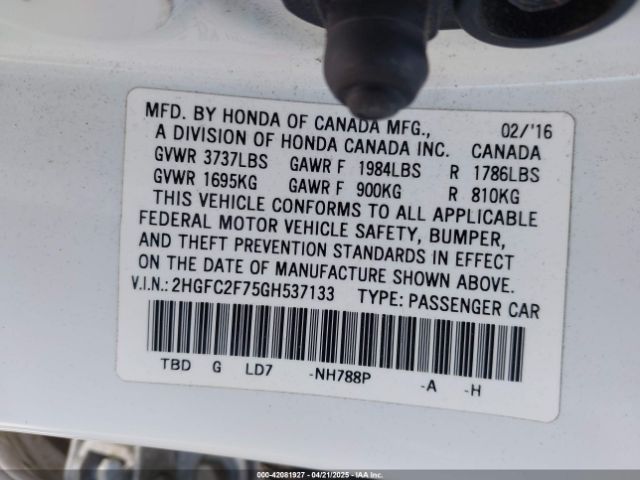 MFD. BY HONDA OF CANADA MFG., 02/'16
A DIVISION OF HONDA CANADA INC. CANADA
GVWR 3737LBS GAWR F 1984LBS R 1786LBS
GVWR 1695KG GAWR F 900KG R 810KG
THIS VEHICLE CONFORMS TO ALL APPLICABLE
FEDERAL MOTOR VEHICLE SAFETY, BUMPER,
AND THEFT PREVENTION STANDARDS IN EFFECT
ON THE DATE OF MANUFACTURE SHOWN ABOVE.
V.I.N.: 2HGFC2F75GH537133 TYPE: PASSENGER CAR
TBD G LD7 -NH788P -A -H
000-42081927 - 04/21/2025 - IAA Inc.